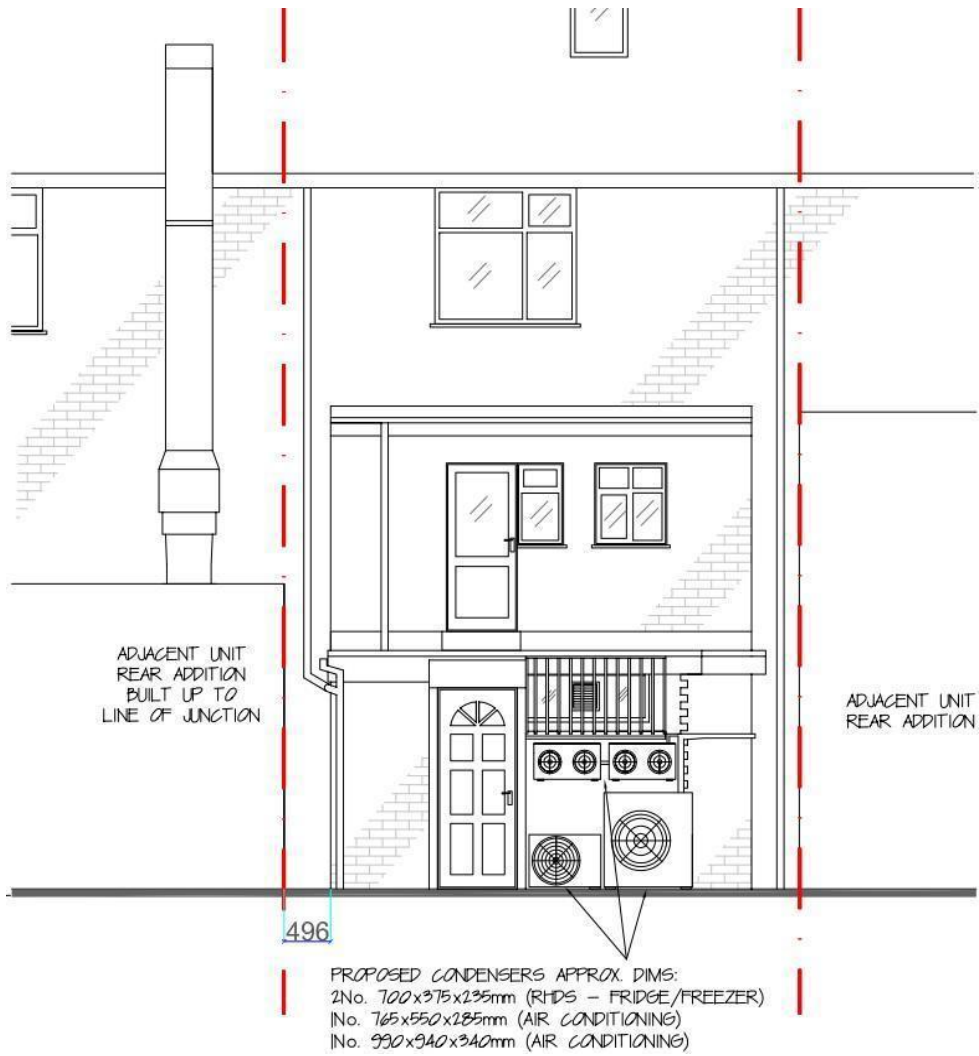 ADJACENT UNIT
REAR ADDITION
BUILT UP TO
LINE OF JUNCTION
ADJACENT UNIT
REAR ADDITION
496
PROPOSED CONDENSERS APPROX. DIMS:
2No. 700x375x235mm (RHDS - FRIDGE/FREEZER)
1No. 765x550x285mm (AIR CONDITIONING)
1No. 990x940x340mm (AIR CONDITIONING)